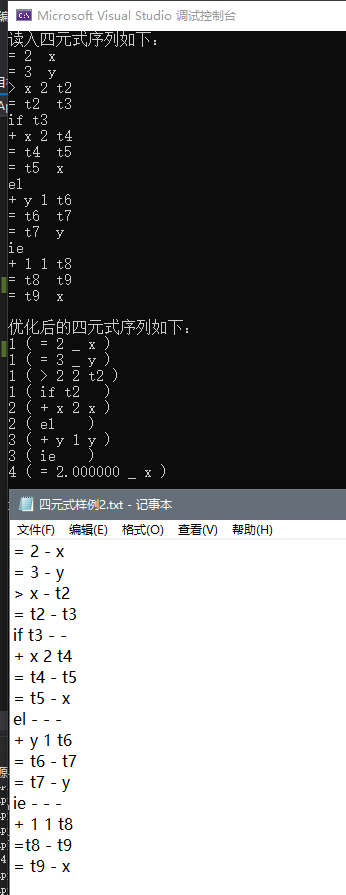 Microsoft Visual Studio 调试控制台
读入四元式序列如下:
= 2  x
= 3  y
> x 2 t2
= t2  t3
if t3
+ x 2 t4
= t4  t5
= t5  x
el
+ y 1 t6
= t6  t7
= t7  y
ie
+ 1 1 t8
= t8  t9
= t9  x
优化后的四元式序列如下:
1 ( = 2 _ x )
1 ( = 3 _ y )
1 ( > 2 2 t2 )
1 ( if t2   )
2 ( + x 2 x )
2 ( el    )
3 ( + y 1 y )
3 ( ie    )
4 ( = 2.000000 _ x )
四元式样例2.txt - 记事本
文件(F) 编辑(E) 格式(O) 查看(V) 帮助(H)
= 2 - x
= 3 - y
> x - t2
= t2 - t3
if t3 - -
+ x 2 t4
= t4 - t5
= t5 - x
el - - -
+ y 1 t6
= t6 - t7
= t7 - y
ie - - -
+ 1 1 t8
=t8 - t9
= t9 - x